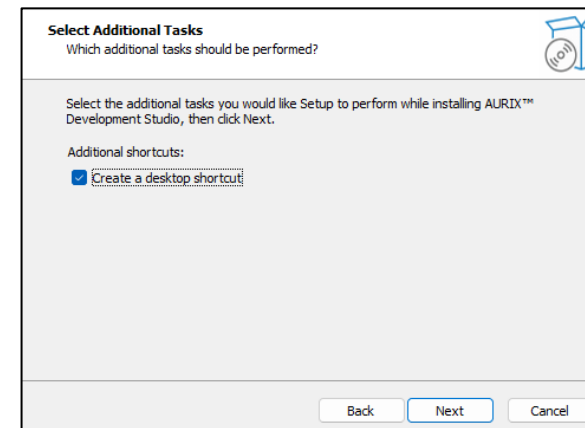 Select Additional Tasks
Which additional tasks should be performed?
Select the additional tasks you would like Setup to perform while installing AURIX™
Development Studio, then click Next.
Additional shortcuts:
Create a desktop shortcut
Back Next Cancel